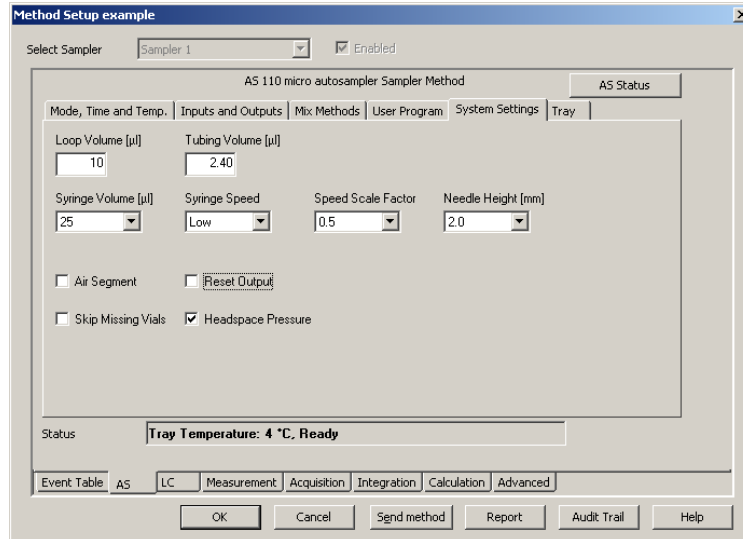 Method Setup example
Select Sampler Sampler 1 Enabled
AS 110 micro autosampler Sampler Method AS Status
Mode, Time and Temp. Inputs and Outputs Mix Methods User Program System Settings Tray
Loop Volume [µl] Tubing Volume [µl]
10 2.40
Syringe Volume [µl] Syringe Speed Speed Scale Factor Needle Height [mm]
25 Low 0.5 2.0
Air Segment Reset Output
Skip Missing Vials Headspace Pressure
Status Tray Temperature: 4 °C, Ready
Event Table AS LC Measurement Acquisition Integration Calculation Advanced
OK Cancel Send method Report Audit Trail Help